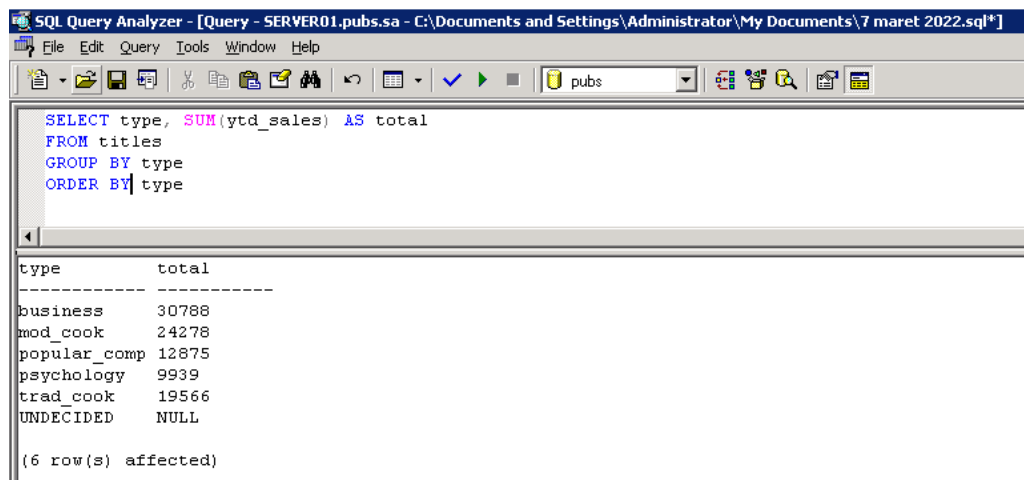 SQL Query Analyzer - [Query - SERVER01.pubs.sa - C:\Documents and Settings\Administrator\My Documents\7 maret 2022.sql*]
File Edit Query Tools Window Help
pubs
SELECT type, SUM(ytd_sales) AS total
FROM titles
GROUP BY type
ORDER BY type
type total
------------ -----------
business 30788
mod_cook 24278
popular_comp 12875
psychology 9939
trad_cook 19566
UNDECIDED NULL
(6 row(s) affected)